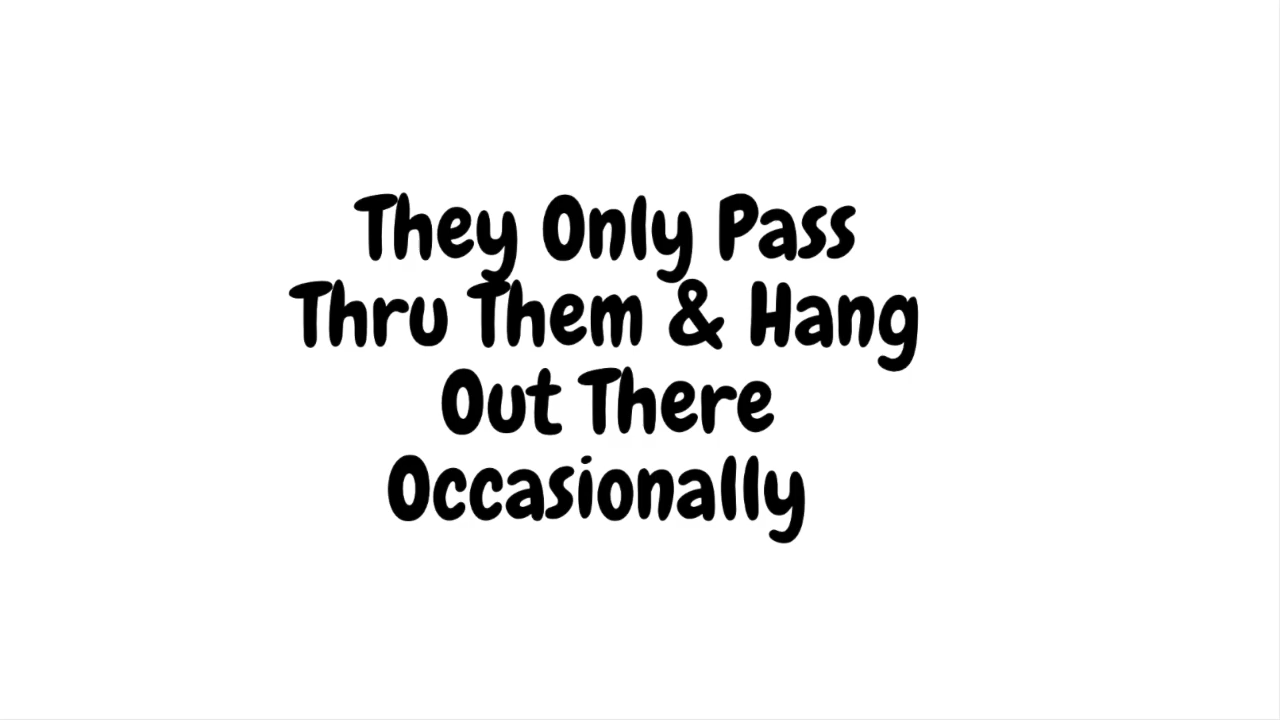 They Only Pass
Thru Them & Hang
Out There
Occasionally